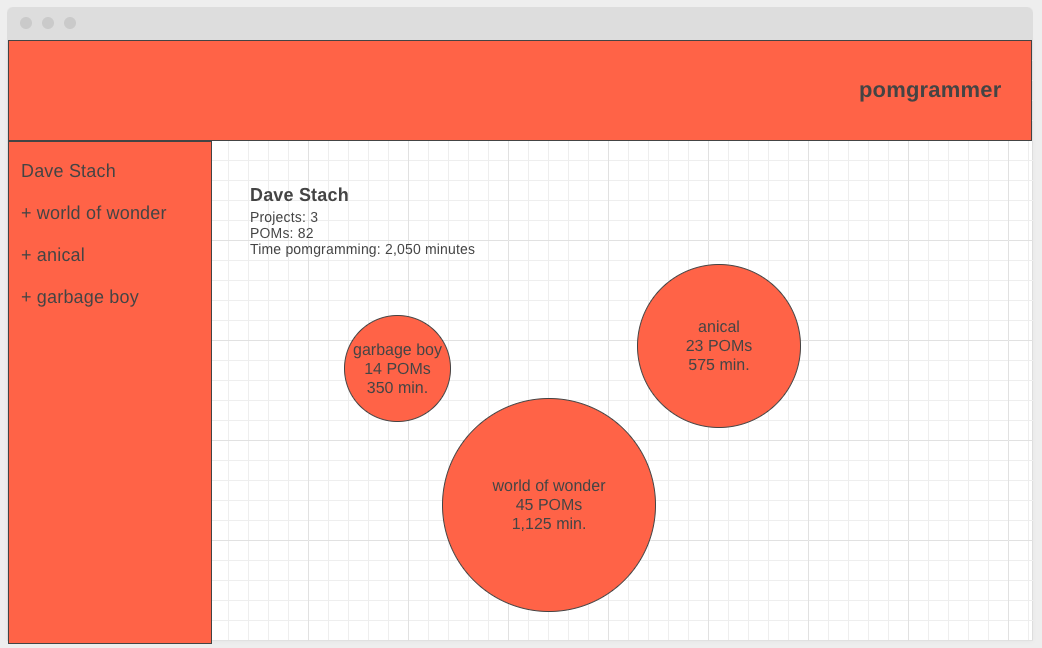 pomgrammer
Dave Stach
+ world of wonder
+ anical
+ garbage boy
Dave Stach
Projects: 3
POMs: 82
Time pomgramming: 2,050 minutes
garbage boy
14 POMs
350 min.
anical
23 POMs
575 min.
world of wonder
45 POMs
1,125 min.